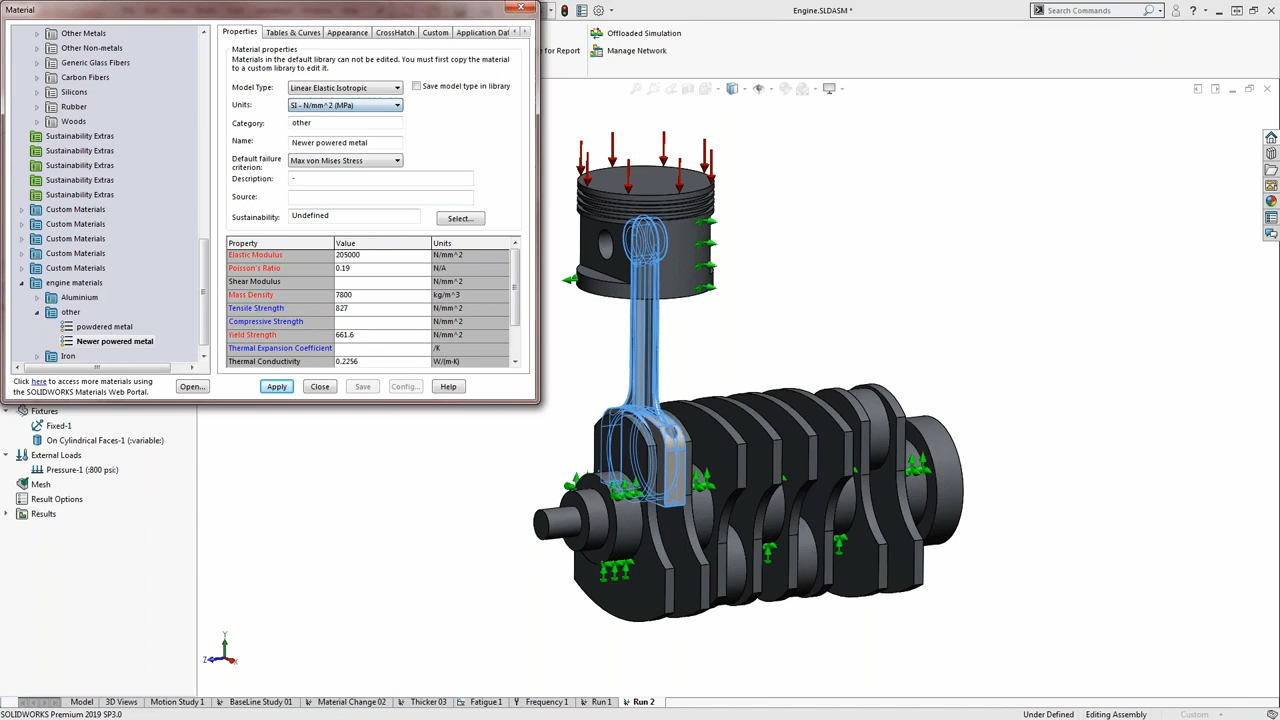 Material
Engine.SLDASM *
Search Commands
Other Metals
Other Non-metals
Generic Glass Fibers
Carbon Fibers
Silicons
Rubber
Woods
Sustainability Extras
Sustainability Extras
Sustainability Extras
Sustainability Extras
Sustainability Extras
Custom Materials
Custom Materials
Custom Materials
Custom Materials
Custom Materials
engine materials
Aluminium
other
powdered metal
Newer powered metal
Iron
Click here to access more materials using
the SOLIDWORKS Materials Web Portal.
Open...
Properties Tables & Curves Appearance CrossHatch Custom Application Dat
Material properties
Materials in the default library can not be edited. You must first copy the material
to a custom library to edit it.
Model Type: Linear Elastic Isotropic Save model type in library
Units: SI - N/mm^2 (MPa)
Category: other
Name: Newer powered metal
Default failure
criterion: Max von Mises Stress
Description: -
Source:
Sustainability: Undefined Select...
Property Value Units
Elastic Modulus 205000 N/mm^2
Poisson's Ratio 0.19 N/A
Shear Modulus N/mm^2
Mass Density 7800 kg/m^3
Tensile Strength 827 N/mm^2
Compressive Strength N/mm^2
Yield Strength 661.6 N/mm^2
Thermal Expansion Coefficient /K
Thermal Conductivity 0.2256 W/(m·K)
Apply Close Save Config... Help
Offloaded Simulation
for Report Manage Network
Fixtures
Fixed-1
On Cylindrical Faces-1 (:variable:)
External Loads
Pressure-1 (:800 psi:)
Mesh
Result Options
Results
Y
Z X
Model 3D Views Motion Study 1 BaseLine Study 01 Material Change 02 Thicker 03 Fatigue 1 Frequency 1 Run 1 Run 2
SOLIDWORKS Premium 2019 SP3.0
Under Defined Editing Assembly Custom